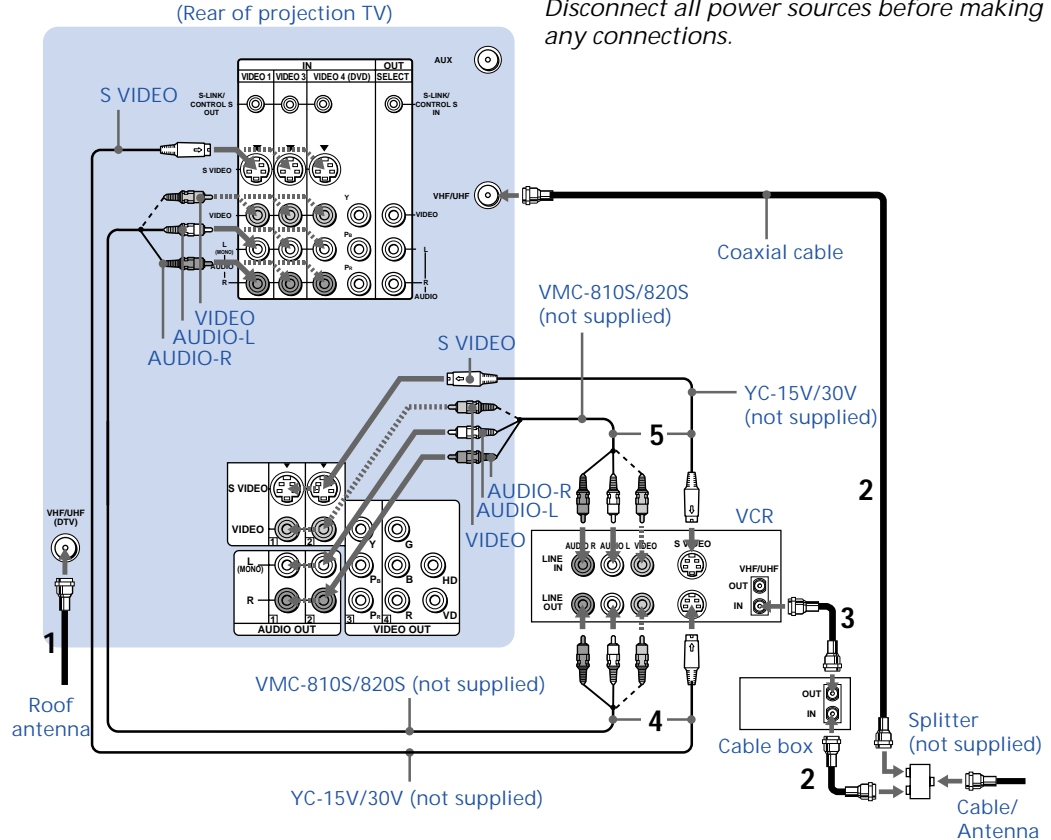 (Rear of projection TV)
Disconnect all power sources before making
any connections.
AUX
IN
OUT
VIDEO 1
VIDEO 3
VIDEO 4 (DVD)
SELECT
S-LINK/
CONTROL S
OUT
S-LINK/
CONTROL S
IN
S VIDEO
S VIDEO
VHF/UHF
Y
VIDEO
VIDEO
PB
L
(MONO)
L
AUDIO
PR
R
R
AUDIO
Coaxial cable
VIDEO
AUDIO-L
AUDIO-R
VMC-810S/820S
(not supplied)
S VIDEO
YC-15V/30V
(not supplied)
5
2
AUDIO-R
AUDIO-L
VIDEO
VCR
S VIDEO
VIDEO
1
2
Y
G
L
(MONO)
PB
B
HD
R
PR
R
VD
1
2
3
4
AUDIO OUT
VIDEO OUT
VHF/UHF
(DTV)
1
Roof
antenna
AUDIO R
AUDIO L
VIDEO
S VIDEO
LINE
IN
VHF/UHF
OUT
LINE
OUT
IN
3
VMC-810S/820S (not supplied)
4
OUT
IN
Cable box
Splitter
(not supplied)
2
YC-15V/30V (not supplied)
Cable/
Antenna